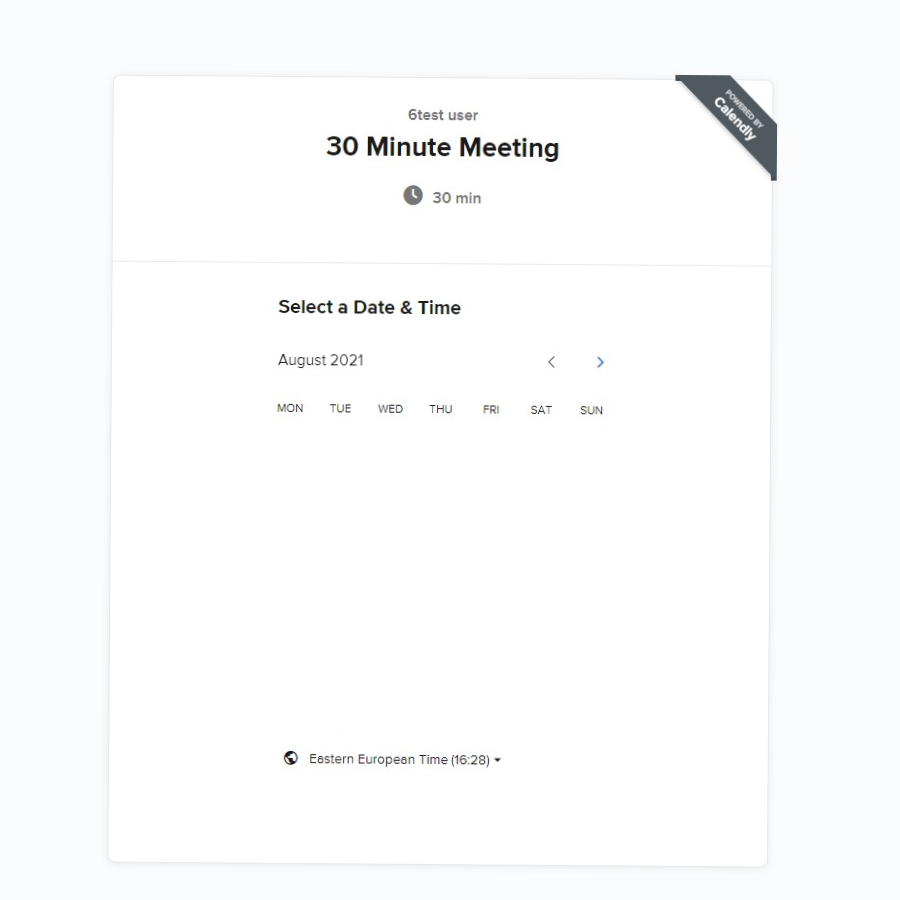 POWERED BY
Calendly
6test user
30 Minute Meeting
30 min
Select a Date & Time
August 2021
MON TUE WED THU FRI SAT SUN
Eastern European Time (16:28)